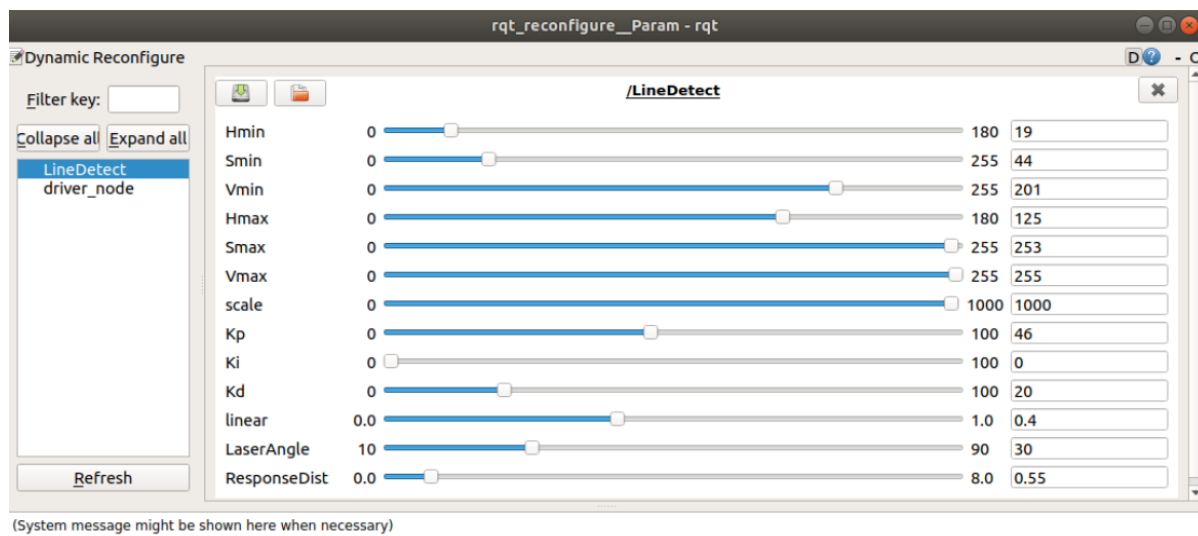 rqt_reconfigure__Param - rqt
Dynamic Reconfigure D ? - O
Filter key:
Collapse all Expand all
LineDetect
driver_node
Refresh
/LineDetect
Hmin 0 180 19
Smin 0 255 44
Vmin 0 255 201
Hmax 0 180 125
Smax 0 255 253
Vmax 0 255 255
scale 0 1000 1000
Kp 0 100 46
Ki 0 100 0
Kd 0 100 20
linear 0.0 1.0 0.4
LaserAngle 10 90 30
ResponseDist 0.0 8.0 0.55
(System message might be shown here when necessary)